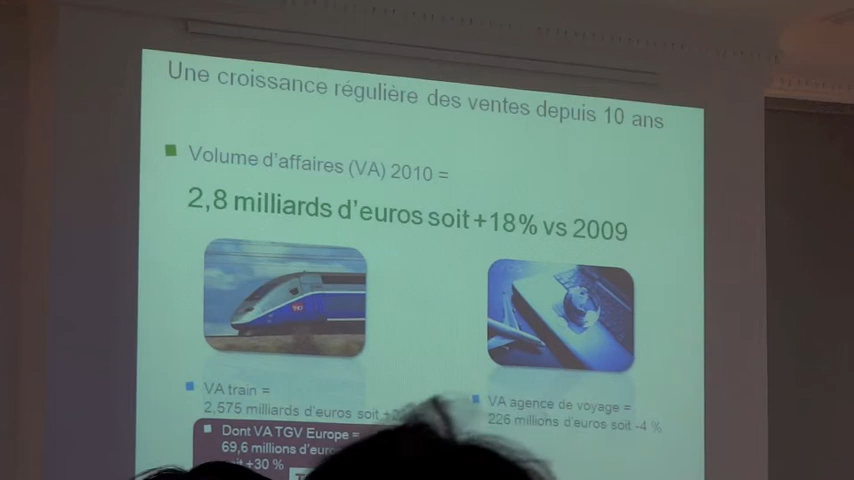 Une croissance régulière des ventes depuis 10 ans
Volume d'affaires (VA) 2010 =
2,8 milliards d'euros soit +18% vs 2009
VA train =
2,575 milliards d'euros soit
Dont VA TGV Europe =
69,6 millions d'euros
+30 %
VA agence de voyage =
226 millions d'euros soit -4 %